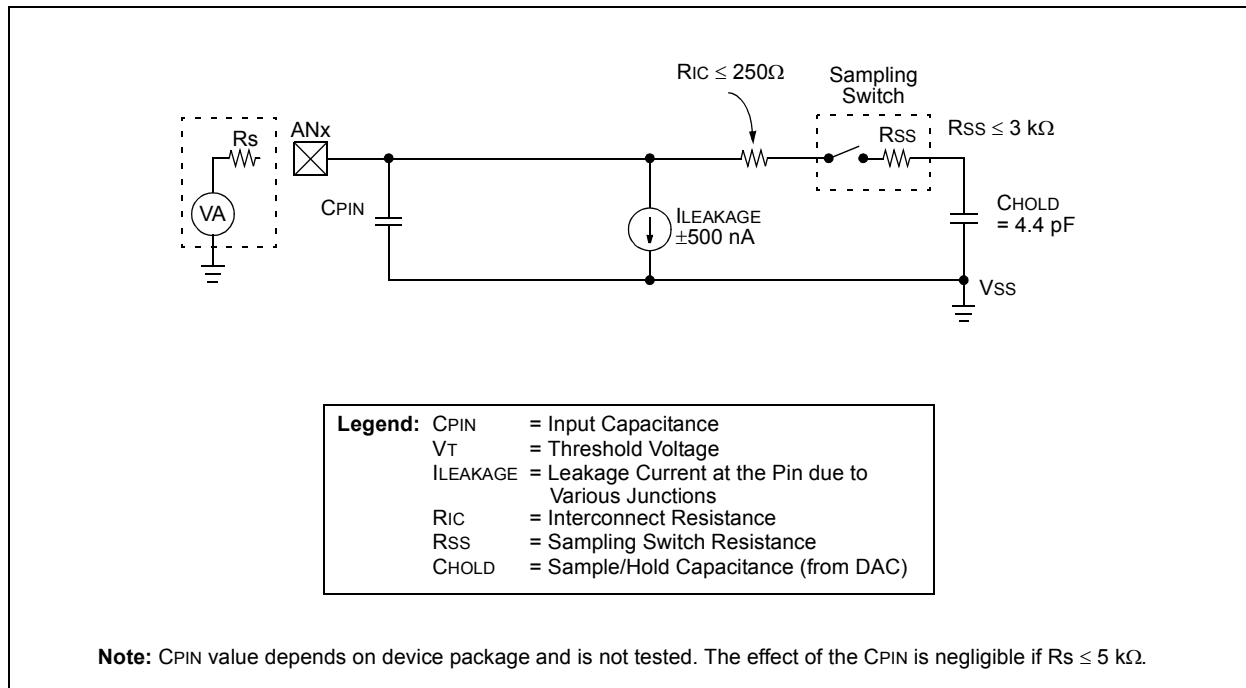 RIC ≤ 250Ω
Sampling
Switch
Rs
ANx
RSS
RSS ≤ 3 kΩ
VA
CPIN
ILEAKAGE
±500 nA
CHOLD
= 4.4 pF
VSS
Legend: CPIN = Input Capacitance
VT = Threshold Voltage
ILEAKAGE = Leakage Current at the Pin due to
Various Junctions
RIC = Interconnect Resistance
RSS = Sampling Switch Resistance
CHOLD = Sample/Hold Capacitance (from DAC)
Note: CPIN value depends on device package and is not tested. The effect of the CPIN is negligible if Rs ≤ 5 kΩ.